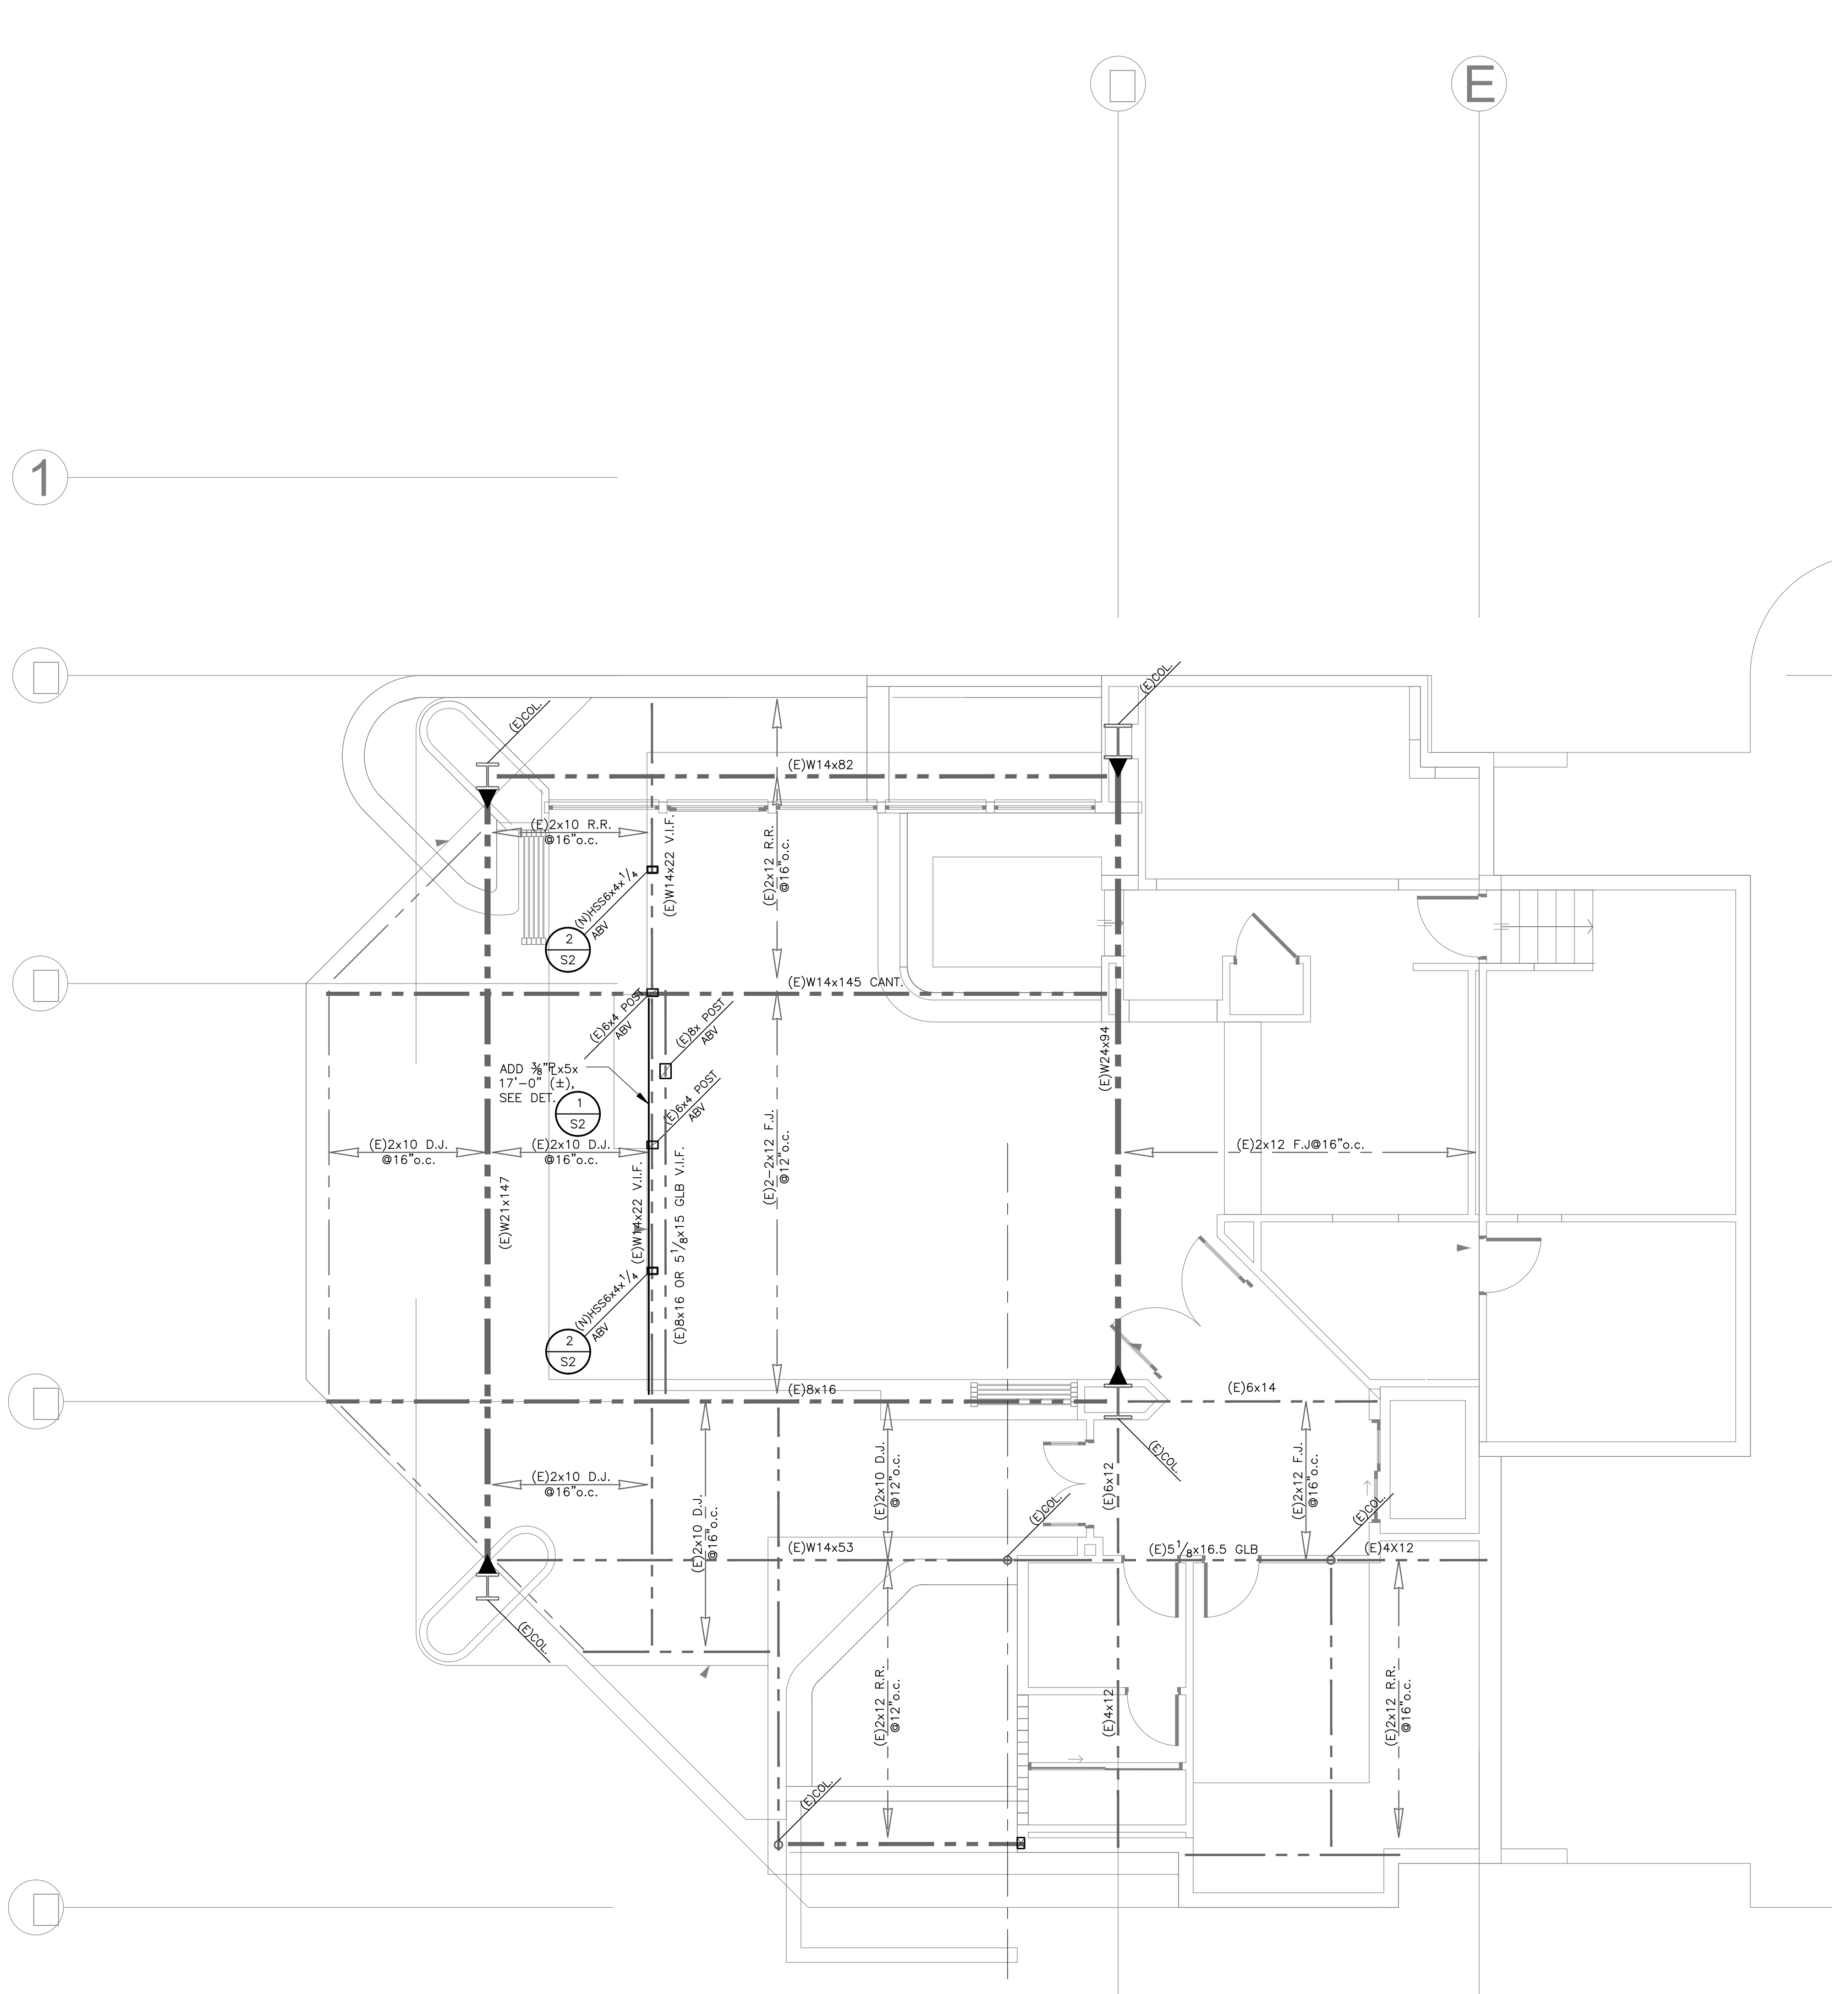 E
1
(E)COL.
(E)COL.
(E)W14x82
(E)2x10 R.R.
@16"o.c.
(E)W14x22 V.I.F.
(E)2x12 R.R.
@16"o.c.
(N)HSS6x4x1/4
ABV
2
S2
(E)W14x145 CANT.
(E)6x4 POST
ABV
(E)8x POST
ABV
ADD 3/8"PLx5x
17'-0" (±),
SEE DET.
1
S2
(E)6x4 POST
ABV
(E)W24x94
(E)2x10 D.J.
@16"o.c.
(E)2x10 D.J.
@16"o.c.
(E)2-2x12 F.J.
@12"o.c.
(E)2x12 F.J@16"o.c.
(E)W21x147
(E)W14x22 V.I.F.
(E)8x16 OR 5 1/8x15 GLB V.I.F.
(N)HSS6x4x1/4
ABV
2
S2
(E)8x16
(E)6x14
(E)COL.
(E)2x10 D.J.
@16"o.c.
(E)2x10 D.J.
@16"o.c.
(E)2x10 D.J.
@12"o.c.
(E)6x12
(E)2x12 F.J.
@16"o.c.
(E)COL.
(E)COL.
(E)W14x53
(E)5 1/8x16.5 GLB
(E)4X12
(E)COL.
(E)2x12 R.R.
@12"o.c.
(E)4x12
(E)2x12 R.R.
@16"o.c.
(E)COL.